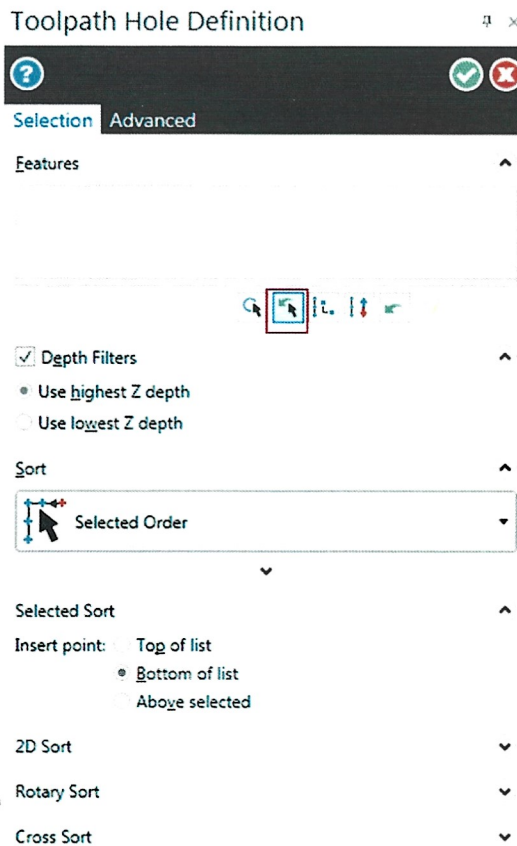 Toolpath Hole Definition
Selection Advanced
Features
Depth Filters
Use highest Z depth
Use lowest Z depth
Sort
Selected Order
Selected Sort
Insert point: Top of list
Bottom of list
Above selected
2D Sort
Rotary Sort
Cross Sort